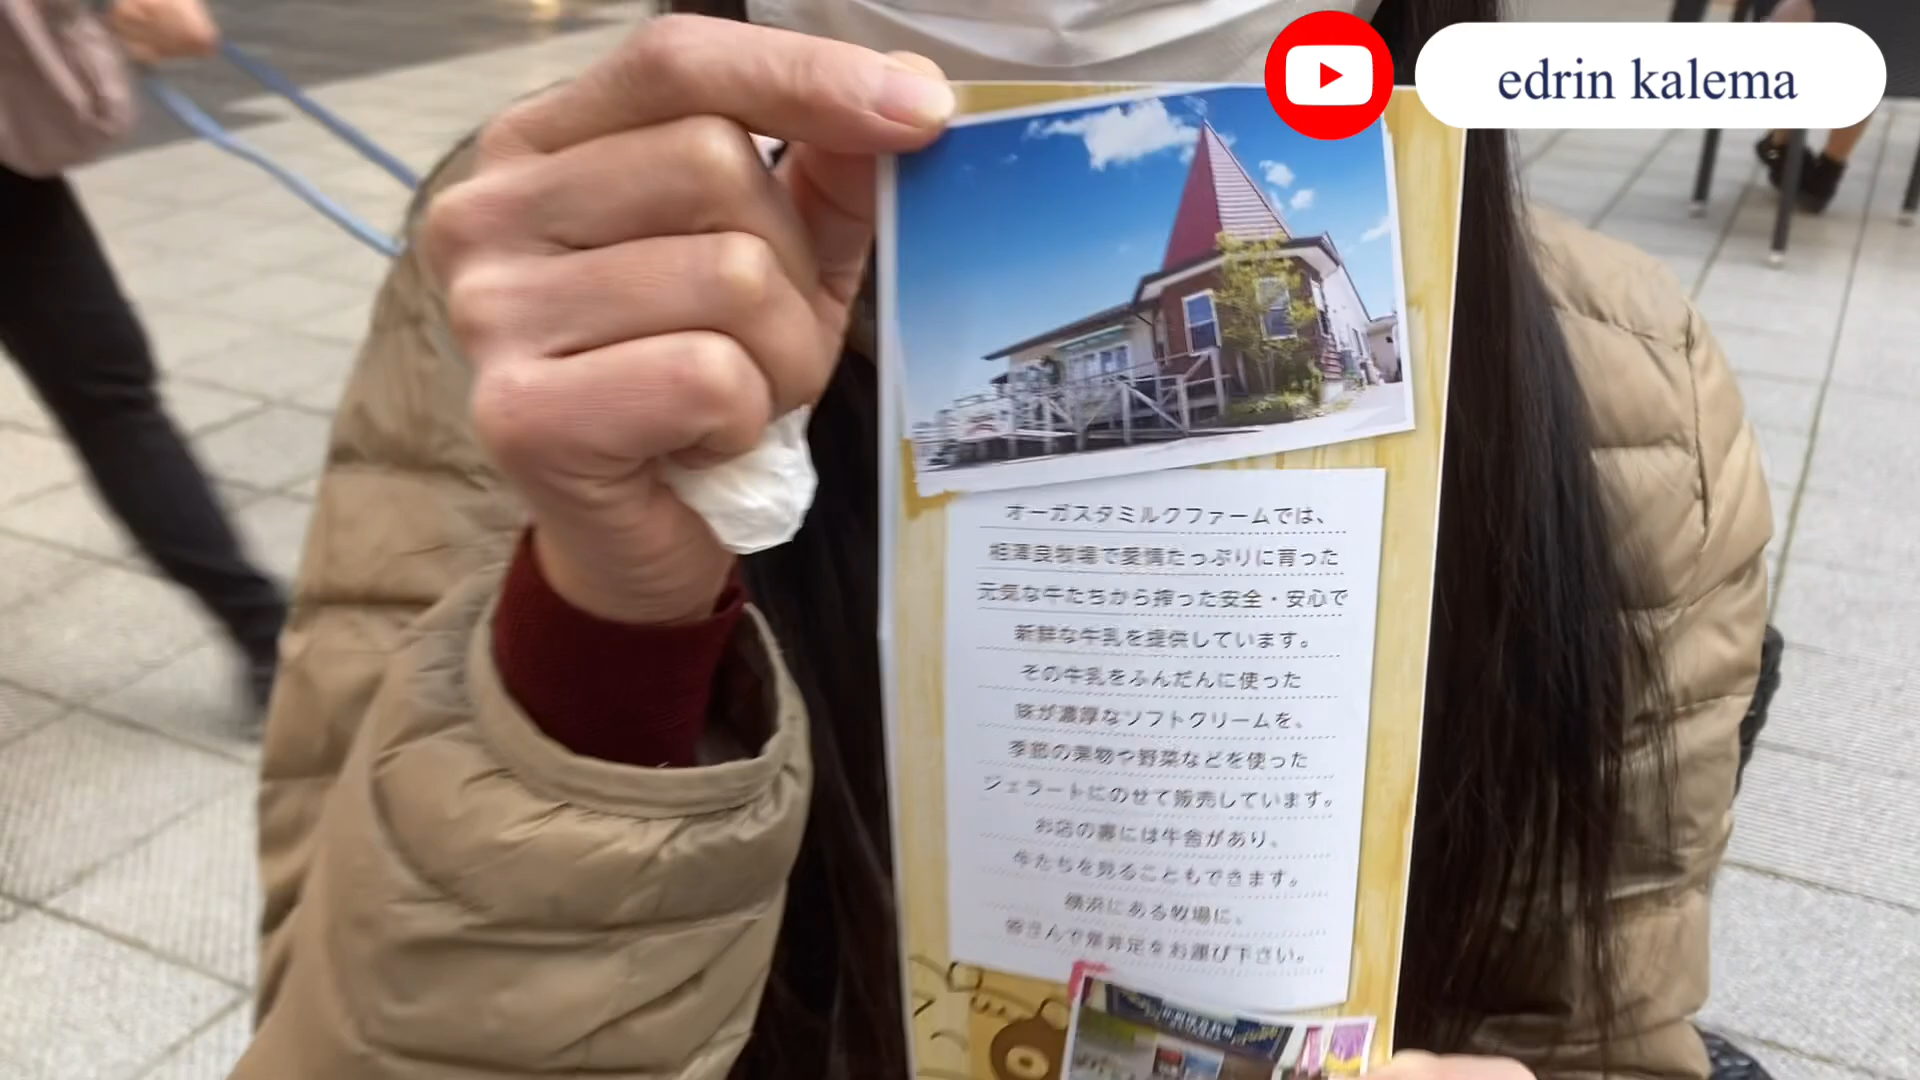 edrin kalema
オーガスタミルクファームでは、
相澤良牧場で愛情たっぷりに育った
元気な牛たちから搾った安全・安心で
新鮮な牛乳を提供しています。
その牛乳をふんだんに使った
味が濃厚なソフトクリームを、
季節の果物や野菜などを使った
ジェラートにのせて販売しています。
お店の裏には牛舎があり、
牛たちを見ることもできます。
横浜にある牧場に、
皆さんで是非足をお運び下さい。